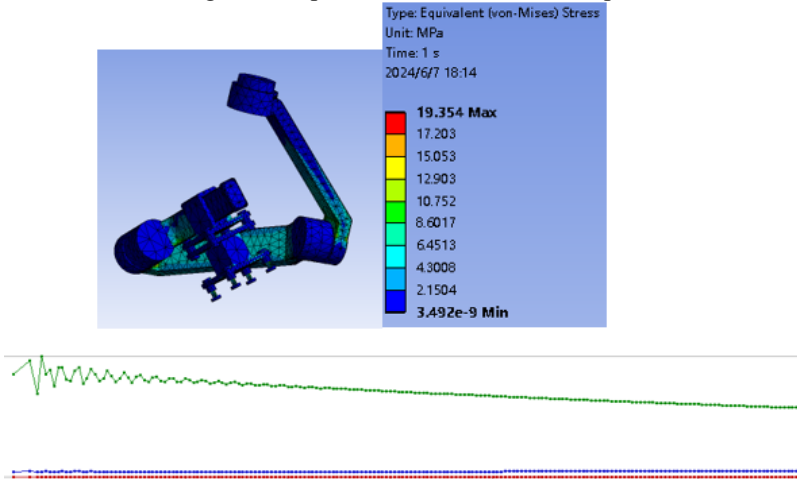 Type: Equivalent (von-Mises) Stress
Unit: MPa
Time: 1 s
2024/6/7 18:14
19.354 Max
17.203
15.053
12.903
10.752
8.6017
6.4513
4.3008
2.1504
3.492e-9 Min